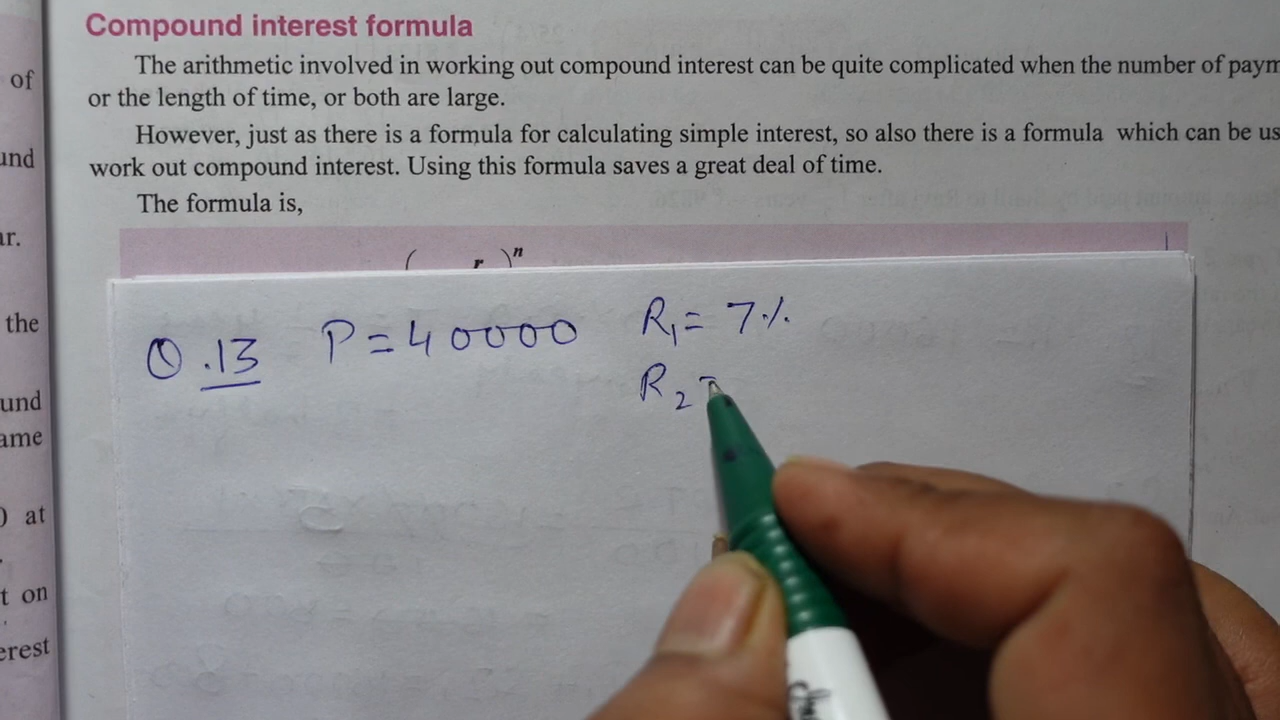 Compound interest formula
of
The arithmetic involved in working out compound interest can be quite complicated when the number of paym
or the length of time, or both are large.
However, just as there is a formula for calculating simple interest, so also there is a formula which can be us
und
work out compound interest. Using this formula saves a great deal of time.
The formula is,
ar.
( r )ⁿ
the
Q.13 P=40000 R₁= 7%
R₂ =
und
ame
) at
t on
erest